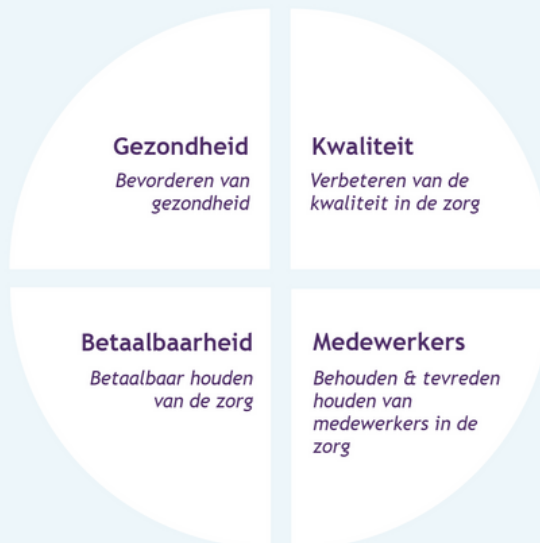 Gezondheid
Bevorderen van
gezondheid
Kwaliteit
Verbeteren van de
kwaliteit in de zorg
Betaalbaarheid
Betaalbaar houden
van de zorg
Medewerkers
Behouden & tevreden
houden van
medewerkers in de
zorg